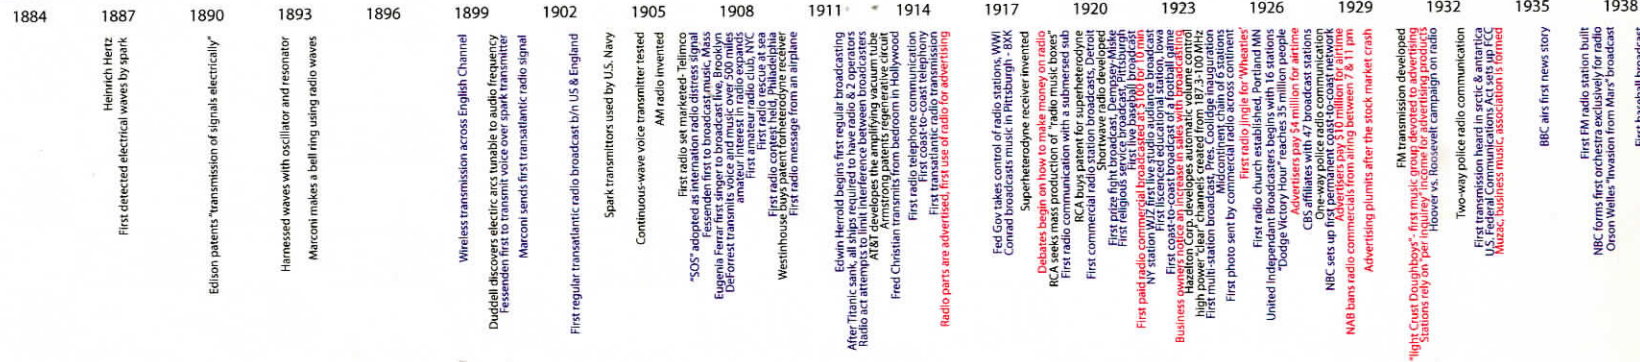 1884 1887 1890 1893 1896 1899 1902 1905 1908 1911 1914 1917 1920 1923 1926 1929 1932 1935 1938
Heinrich Hertz
First detected electrical waves by spark
Edison patents "transmission of signals electrically"
Harnessed waves with oscillator and resonator
Marconi makes a bell ring using radio waves
Wireless transmission across English Channel
Duddell discovers electirc arcs tunable to audio frequency
Fessenden first to transmit voice over spark transmitter
Marconi sends first transatlantic radio signal
First regular transatlantic radio broadcast b/n US & England
Spark transmitters used by U.S. Navy
Continuous-wave voice transmitter tested
AM radio invented
First radio set marketed- Telimco
"SOS" adopted as internation radio distress signal
Fessenden first to broadcast,music, Mass
Eugenia Ferrar first singer to broadcast live, Brooklyn
DeForrest transmits voice and music over 500 miles
amateur interest in radio expands
First amateur radio club, NYC
First radio rescue at sea
First radio contest held, Philadelphia
Westinhouse buys patent forheterodyne receiver
First radio message from an airplane
Edwin Herrold begins first regular broadcasting
After Titanic sank, all ships required to have radio & 2 operators
Radio act attempts to limit interference between broadcasters
AT&T developes the amplifying vacuum tube
Armstrong patents regenerative circuit
Fred Christian transmits from bedroom in Hollywood
First radio telephone communication
First coast-to-coast telephony
First transatlantic radio transmission
Radio parts are advertised, first use of radio for advertising
Fed Gov takes control of radio stations, WWI
Conrad broadcasts music in Pittsburgh - 8XK
Superheterodyne receiver invented
Debates begin on how to make money on radio
RCA seeks mass production of "radio music boxes"
First radio communication with a submersed sub
RCA buys patent for superheterodyne
First commercial radio station broadcasts, Detroit
Shortwave radio developed
First prize fight broadcast, Dempsey-Miske
First religious service broadcast, Pittsburgh
First live baseball broadcast
First paid radio commercial broadcasted at $100 for 10 min
NY station WJZ first live studio audience broadcast
First liscenced educational station, Iowa
First coast-to-coast broadcast of a football game
Business owners notice an increase in sales with broadcasting
Hazelton Corp. developes automatic volume control
high power "clear" channels created from 187.3-100 MHz
First multi-station broadcast, Pres. Coolidge inauguration
Midcontinent chain of 6 stations
First photo sent by commercial radio across continent
First radio jingle for "Wheaties"
First radio church established, Portland MN
United Independant Broadcasters begins with 16 stations
"Dodge Victory Hour" reaches 35 million people
Advertisers pay $4 million for airtime
CBS affiliates with 47 broadcast stations
One-way police radio communication
NBC sets up first permanent coast-to-coast network
Advertisers pay $10 million for airtime
NAB bans radio commercials from airing between 7 & 11 pm
Advertising plumits after the stock market crash
FM transmission developed
"light Crust Doughboys" - first music group devoted to advertising
Stations rely on "per inquirey" income for advertising products
Hoover vs. Roosevelt campaign on radio
Two-way police communication
First transmission heard in srctic & antartica
U.S. Federal Communications Act sets up FCC
Muzac, business music, association is formed
BBC airs first news story
First FM radio station built
NBC forms first orchestra exclusively for radio
Orson Welles "Invasion from Mars" broadcast